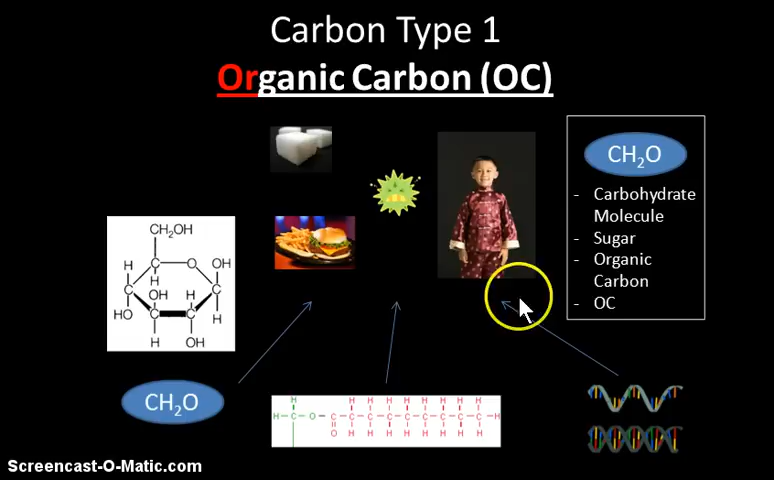 Carbon Type 1
Organic Carbon (OC)
CH₂O
- Carbohydrate
Molecule
- Sugar
- Organic
Carbon
- OC
CH₂OH
C O OH
H H
C OH H C
HO C C H
H OH
CH₂O
H H H H H H H H H
H C O C C C C C C C C C H
O H H H H H H H H
Screencast-O-Matic.com